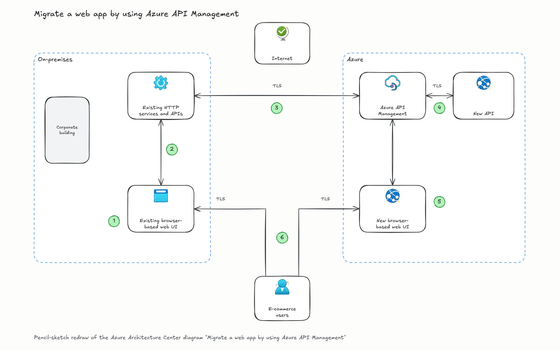 Migrate a web app by using Azure API Management
Internet
On-premises
Azure
Corporate
building
Existing HTTP
services and APIs
TLS
3
Azure API
Management
TLS
4
New API
2
1
Existing browser-
based web UI
TLS
TLS
New browser-
based web UI
5
6
E-commerce
users
Pencil-sketch redraw of the Azure Architecture Center diagram "Migrate a web app by using Azure API Management"